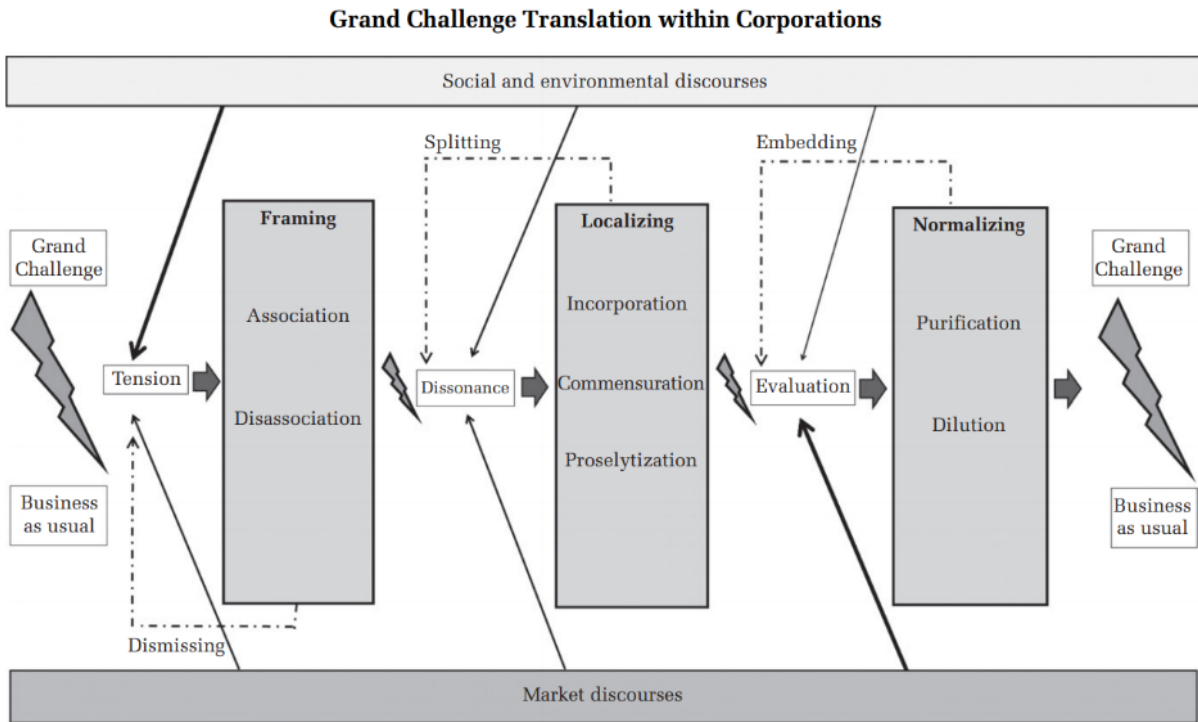 Grand Challenge Translation within Corporations
Social and environmental discourses
Splitting
Embedding
Grand
Challenge
Business
as usual
Tension
Framing
Association
Disassociation
Dismissing
Dissonance
Localizing
Incorporation
Commensuration
Proselytization
Evaluation
Normalizing
Purification
Dilution
Grand
Challenge
Business
as usual
Market discourses